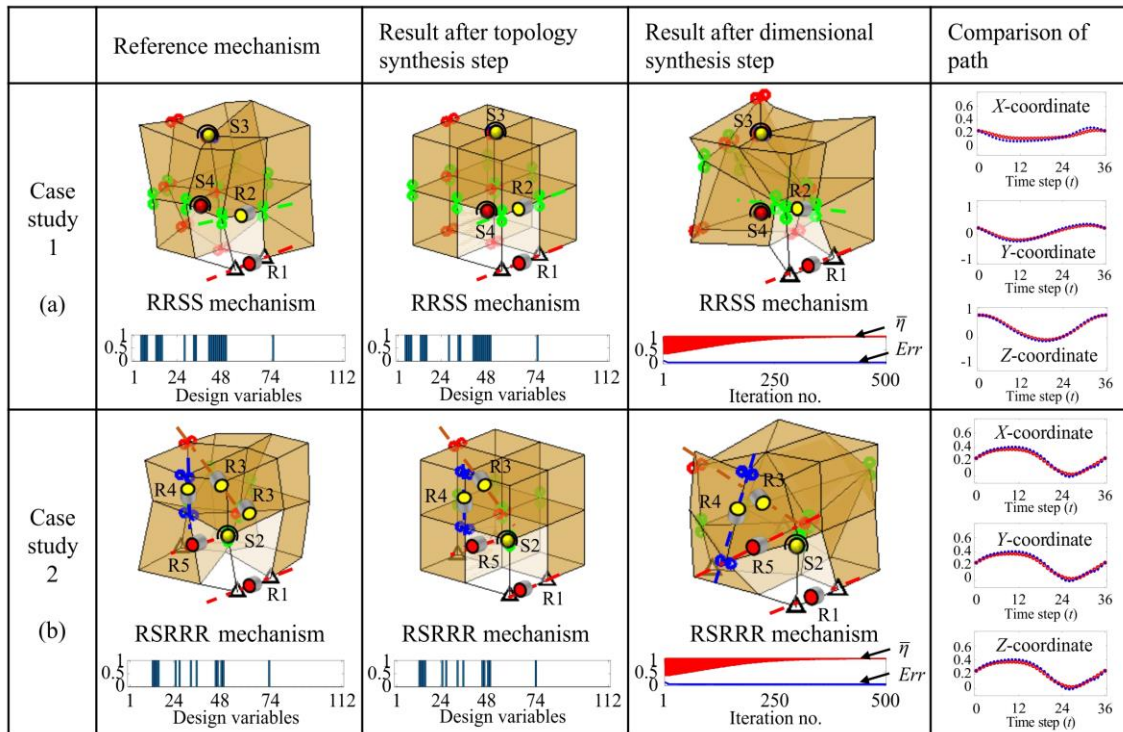 Reference mechanism
Result after topology
synthesis step
Result after dimensional
synthesis step
Comparison of
path
Case
study
1
(a)
S3
S4
R2
R1
RRSS mechanism
1
0.5
0
1 24 48 74 112
Design variables
S3
R2
S4
R1
RRSS mechanism
1
0.5
0
1 24 48 74 112
Design variables
S3
R2
S4
R1
RRSS mechanism
1
0.5
0
η̅
Err
1 250 500
Iteration no.
X-coordinate
0.6
0.4
0.2
0
0 12 24 36
Time step (t)
1
0
-1
Y-coordinate
0 12 24 36
Time step (t)
1
0
-1
Z-coordinate
0 12 24 36
Time step (t)
Case
study
2
(b)
R3
R4
R3
R5
S2
R1
RSRRR mechanism
1
0.5
0
1 24 48 74 112
Design variables
R3
R4
S2
R5
R1
RSRRR mechanism
1
0.5
0
1 24 48 74 112
Design variables
R3
R4
S2
R5
R1
RSRRR mechanism
1
0.5
0
η̅
Err
1 250 500
Iteration no.
X-coordinate
0.6
0.4
0.2
0
0 12 24 36
Time step (t)
Y-coordinate
0.6
0.4
0.2
0
0 12 24 36
Time step (t)
Z-coordinate
0.6
0.4
0.2
0
0 12 24 36
Time step (t)